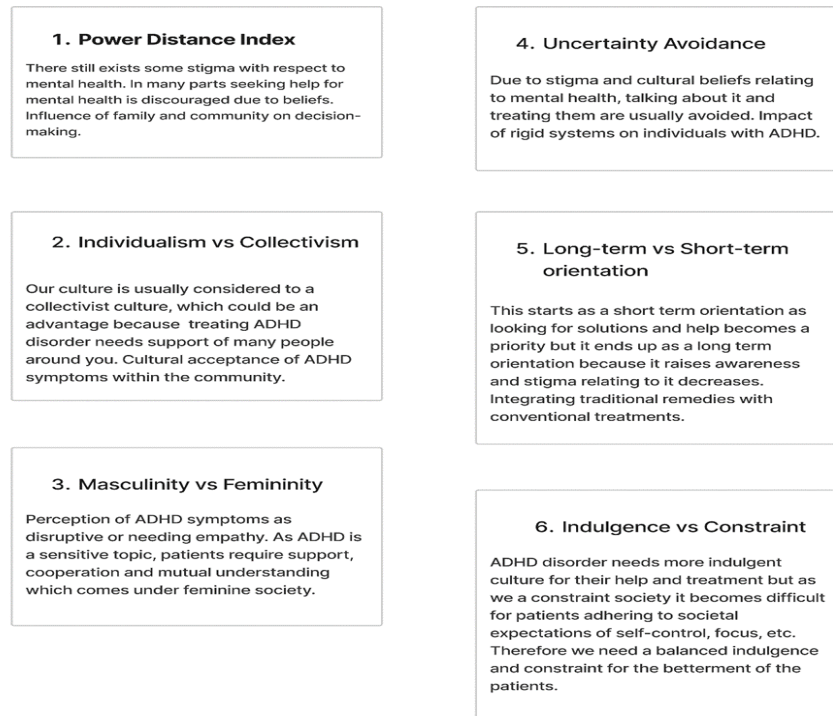 1. Power Distance Index
There still exists some stigma with respect to
mental health. In many parts seeking help for
mental health is discouraged due to beliefs.
Influence of family and community on decision-
making.
2. Individualism vs Collectivism
Our culture is usually considered to a
collectivist culture, which could be an
advantage because treating ADHD
disorder needs support of many people
around you. Cultural acceptance of ADHD
symptoms within the community.
3. Masculinity vs Femininity
Perception of ADHD symptoms as
disruptive or needing empathy. As ADHD is
a sensitive topic, patients require support,
cooperation and mutual understanding
which comes under feminine society.
4. Uncertainty Avoidance
Due to stigma and cultural beliefs relating
to mental health, talking about it and
treating them are usually avoided. Impact
of rigid systems on individuals with ADHD.
5. Long-term vs Short-term
orientation
This starts as a short term orientation as
looking for solutions and help becomes a
priority but it ends up as a long term
orientation because it raises awareness
and stigma relating to it decreases.
Integrating traditional remedies with
conventional treatments.
6. Indulgence vs Constraint
ADHD disorder needs more indulgent
culture for their help and treatment but as
we a constraint society it becomes difficult
for patients adhering to societal
expectations of self-control, focus, etc.
Therefore we need a balanced indulgence
and constraint for the betterment of the
patients.